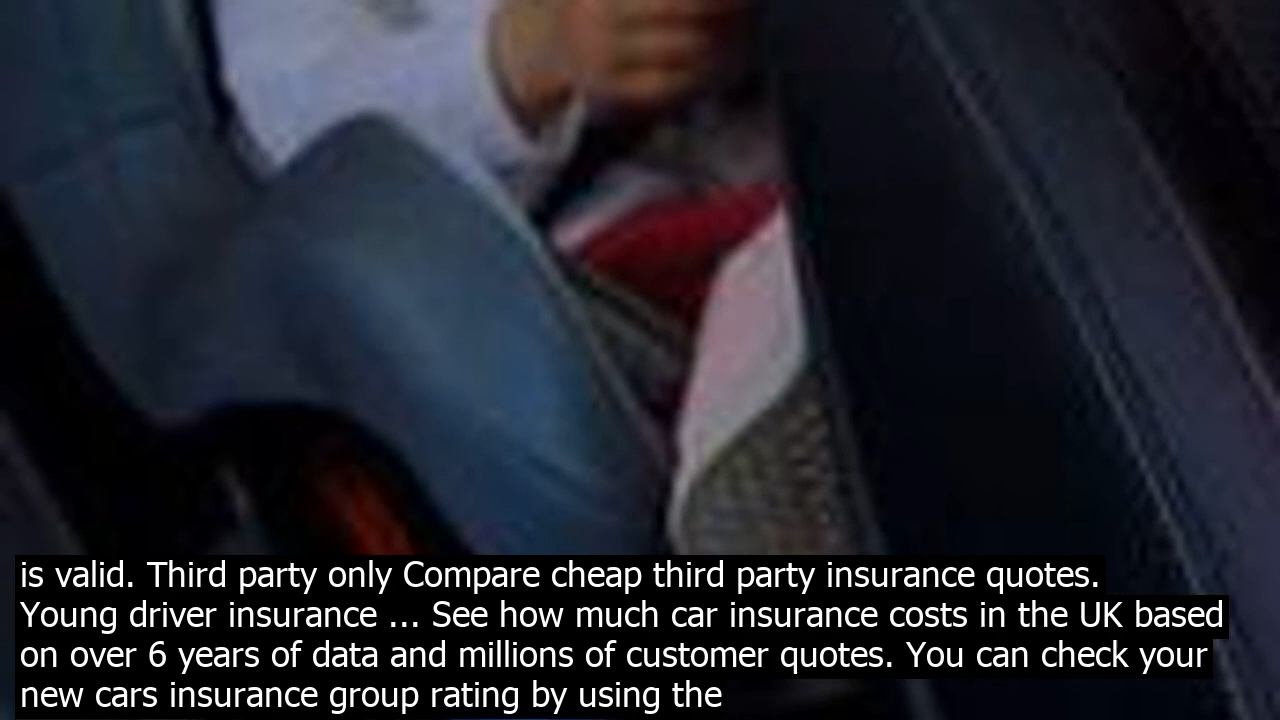 is valid. Third party only Compare cheap third party insurance quotes.
Young driver insurance ... See how much car insurance costs in the UK based
on over 6 years of data and millions of customer quotes. You can check your
new cars insurance group rating by using the